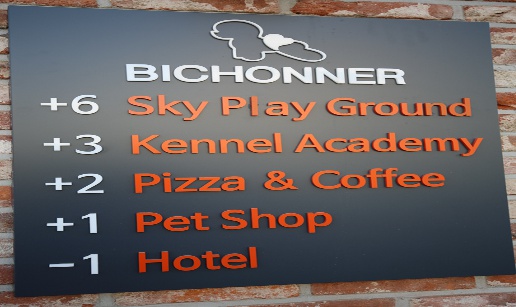 BICHONNER
+6 Sky Play Ground
+3 Kennel Academy
+2 Pizza & Coffee
+1 Pet Shop
-1 Hotel